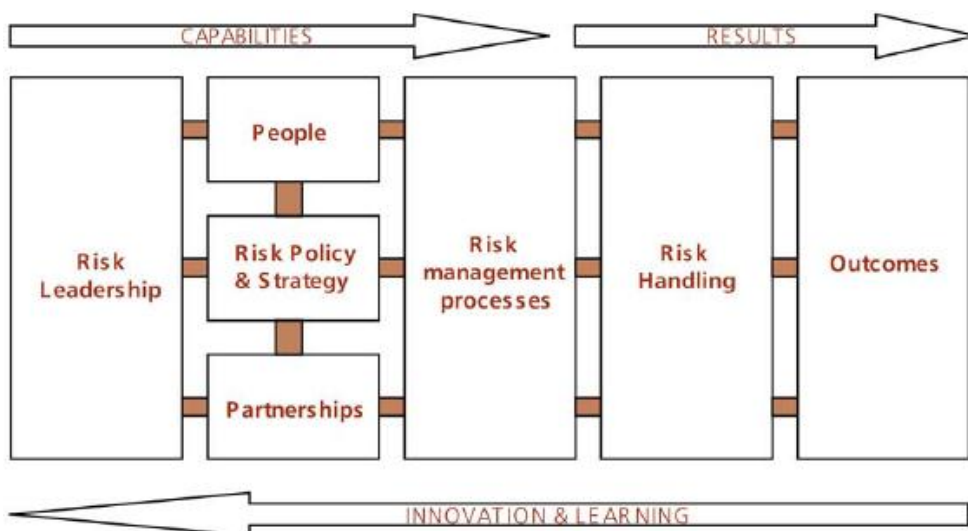 CAPABILITIES
RESULTS
Risk
Leadership
People
Risk Policy
& Strategy
Partnerships
Risk
management
processes
Risk
Handling
Outcomes
INNOVATION & LEARNING